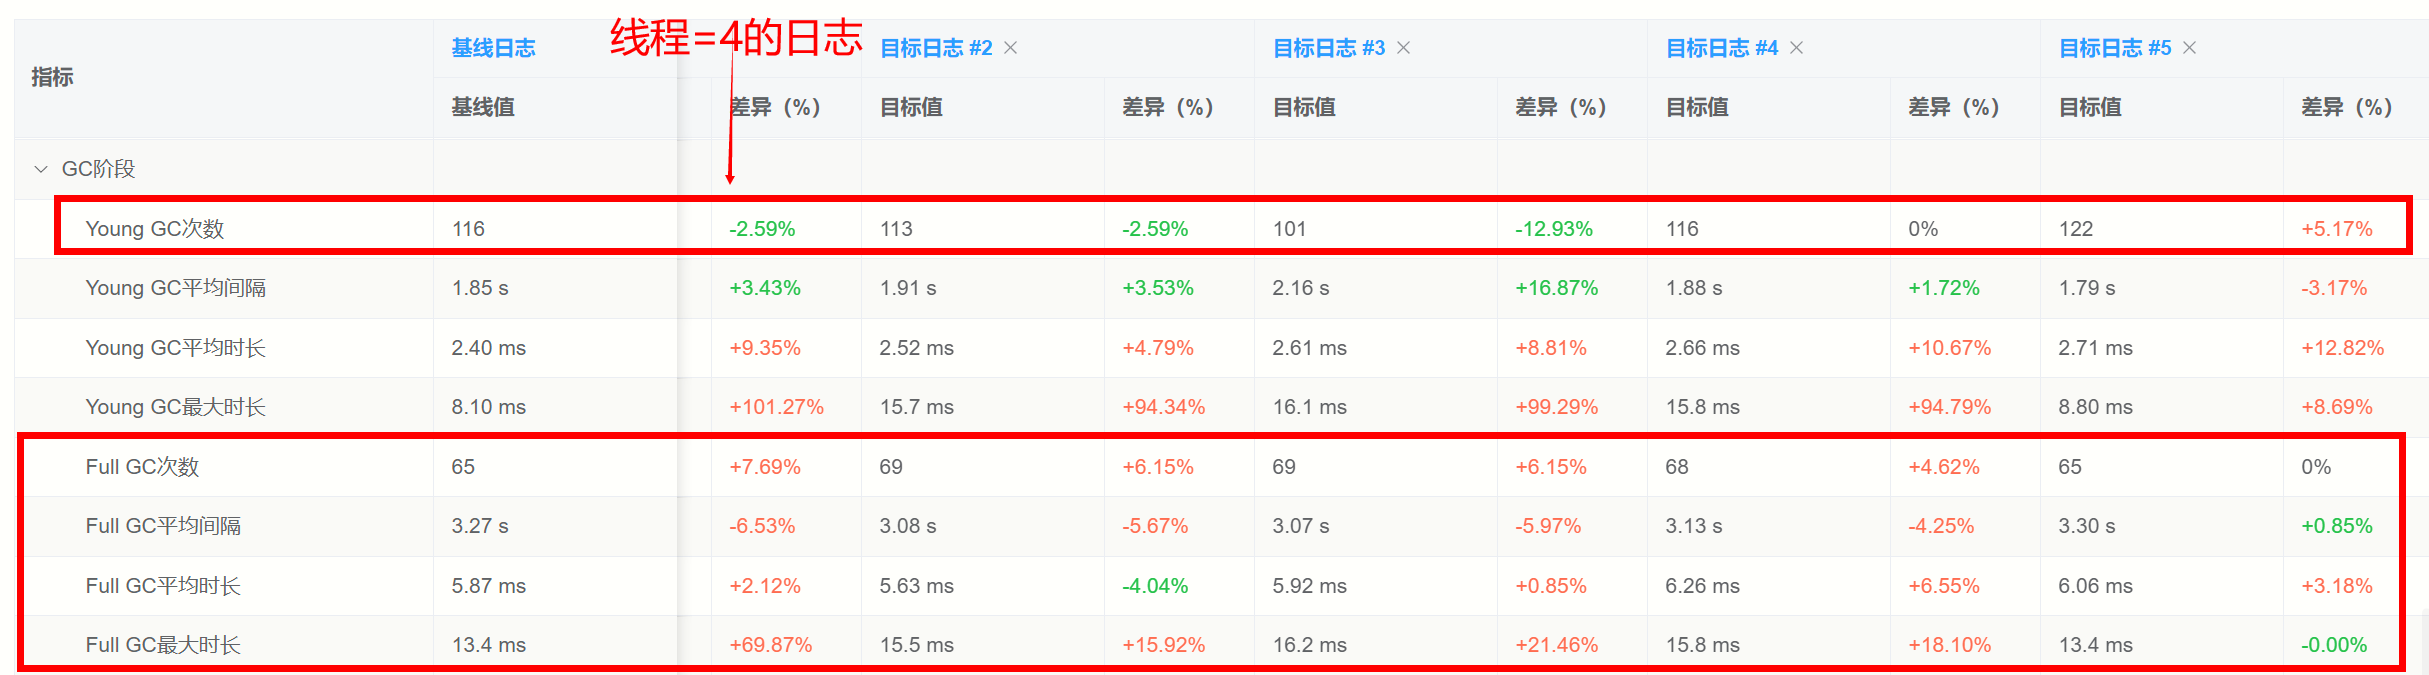 线程=4的日志
指标 基线日志 目标日志 #2 × 目标日志 #3 × 目标日志 #4 × 目标日志 #5 ×
基线值 差异（%） 目标值 差异（%） 目标值 差异（%） 目标值 差异（%） 目标值 差异（%）
GC阶段
Young GC次数 116 -2.59% 113 -2.59% 101 -12.93% 116 0% 122 +5.17%
Young GC平均间隔 1.85 s +3.43% 1.91 s +3.53% 2.16 s +16.87% 1.88 s +1.72% 1.79 s -3.17%
Young GC平均时长 2.40 ms +9.35% 2.52 ms +4.79% 2.61 ms +8.81% 2.66 ms +10.67% 2.71 ms +12.82%
Young GC最大时长 8.10 ms +101.27% 15.7 ms +94.34% 16.1 ms +99.29% 15.8 ms +94.79% 8.80 ms +8.69%
Full GC次数 65 +7.69% 69 +6.15% 69 +6.15% 68 +4.62% 65 0%
Full GC平均间隔 3.27 s -6.53% 3.08 s -5.67% 3.07 s -5.97% 3.13 s -4.25% 3.30 s +0.85%
Full GC平均时长 5.87 ms +2.12% 5.63 ms -4.04% 5.92 ms +0.85% 6.26 ms +6.55% 6.06 ms +3.18%
Full GC最大时长 13.4 ms +69.87% 15.5 ms +15.92% 16.2 ms +21.46% 15.8 ms +18.10% 13.4 ms -0.00%